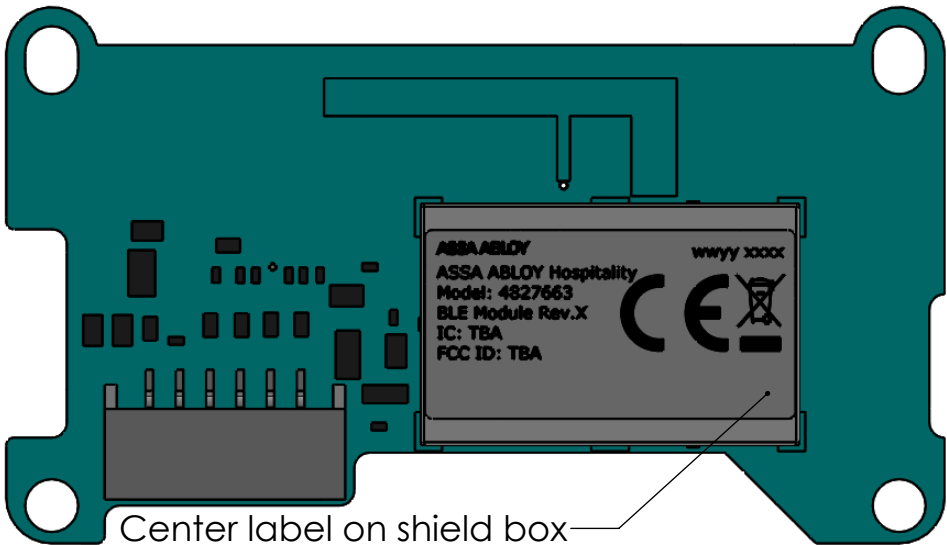 ASSA ABLOY
wwyy xxxx
ASSA ABLOY Hospitality
Model: 4827663
BLE Module Rev.X
IC: TBA
FCC ID: TBA
CE
Center label on shield box